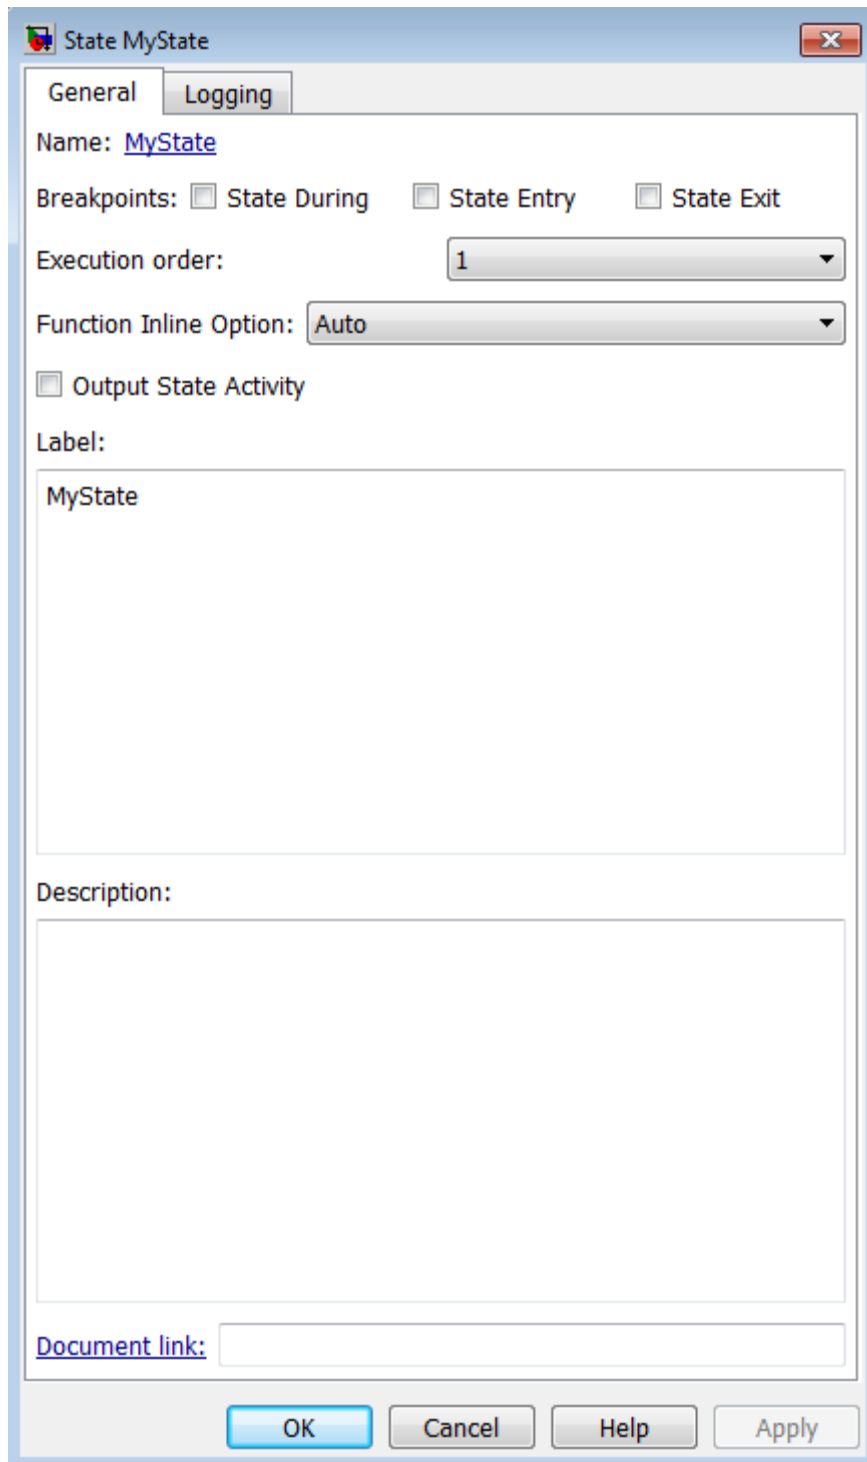 State MyState
General Logging
Name: MyState
Breakpoints: State During State Entry State Exit
Execution order: 1
Function Inline Option: Auto
Output State Activity
Label:
MyState
Description:
Document link:
OK Cancel Help Apply